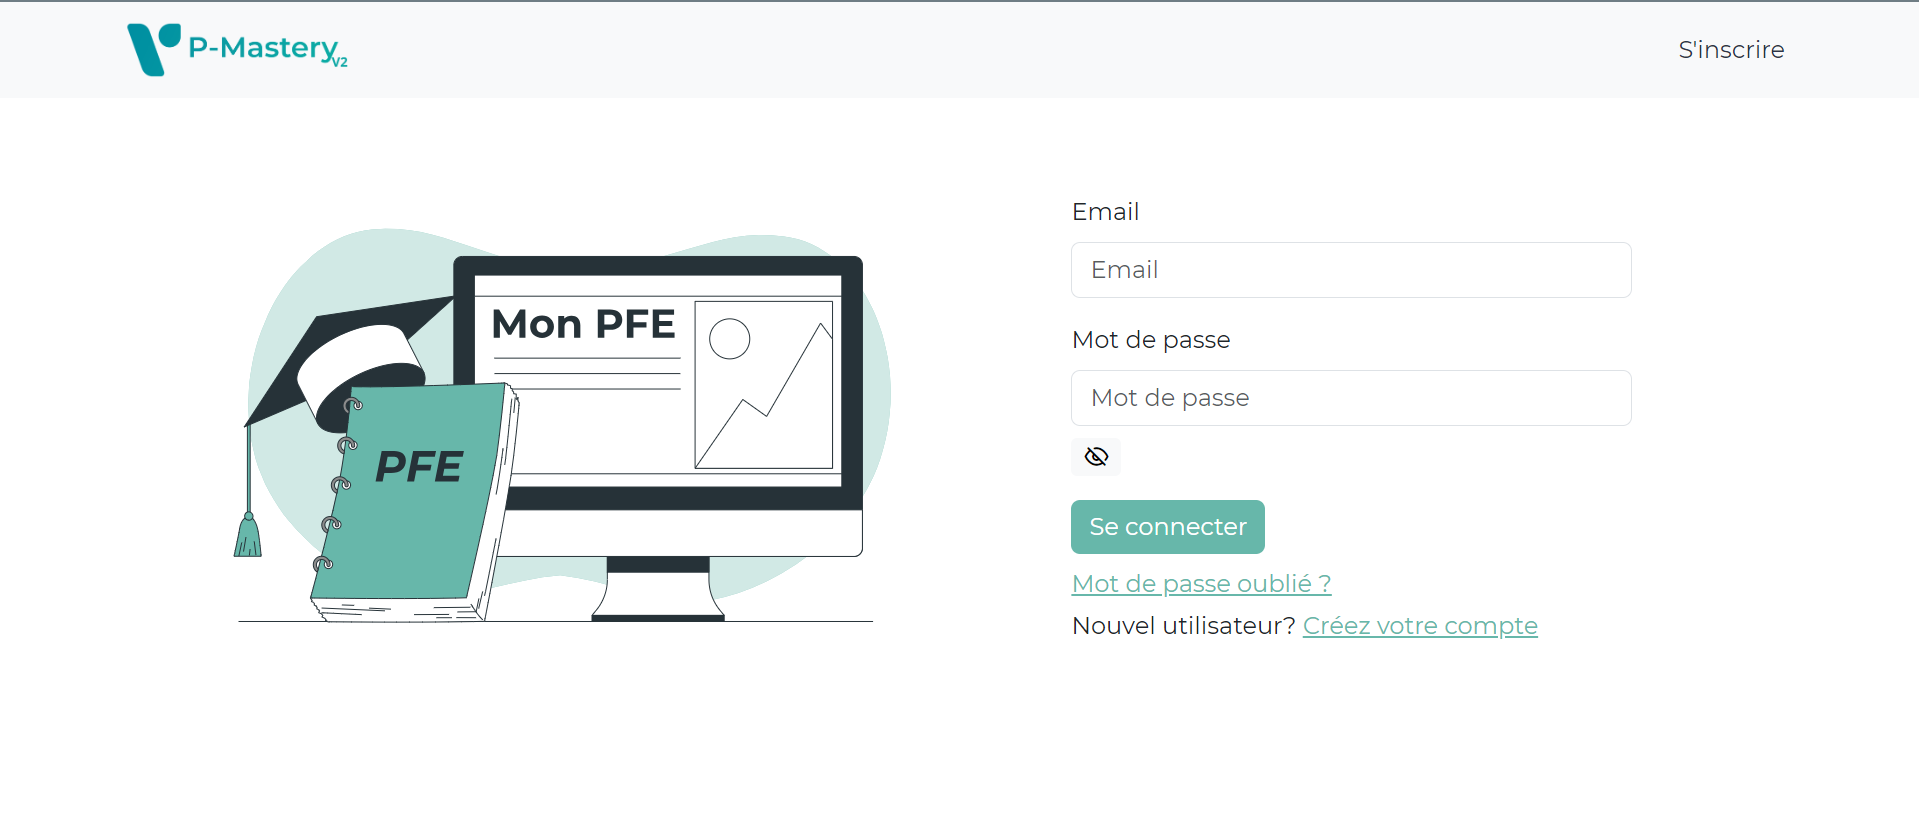 P-Mastery
V2
S'inscrire
Mon PFE
PFE
Email
Email
Mot de passe
Mot de passe
Se connecter
Mot de passe oublié ?
Nouvel utilisateur? Créez votre compte